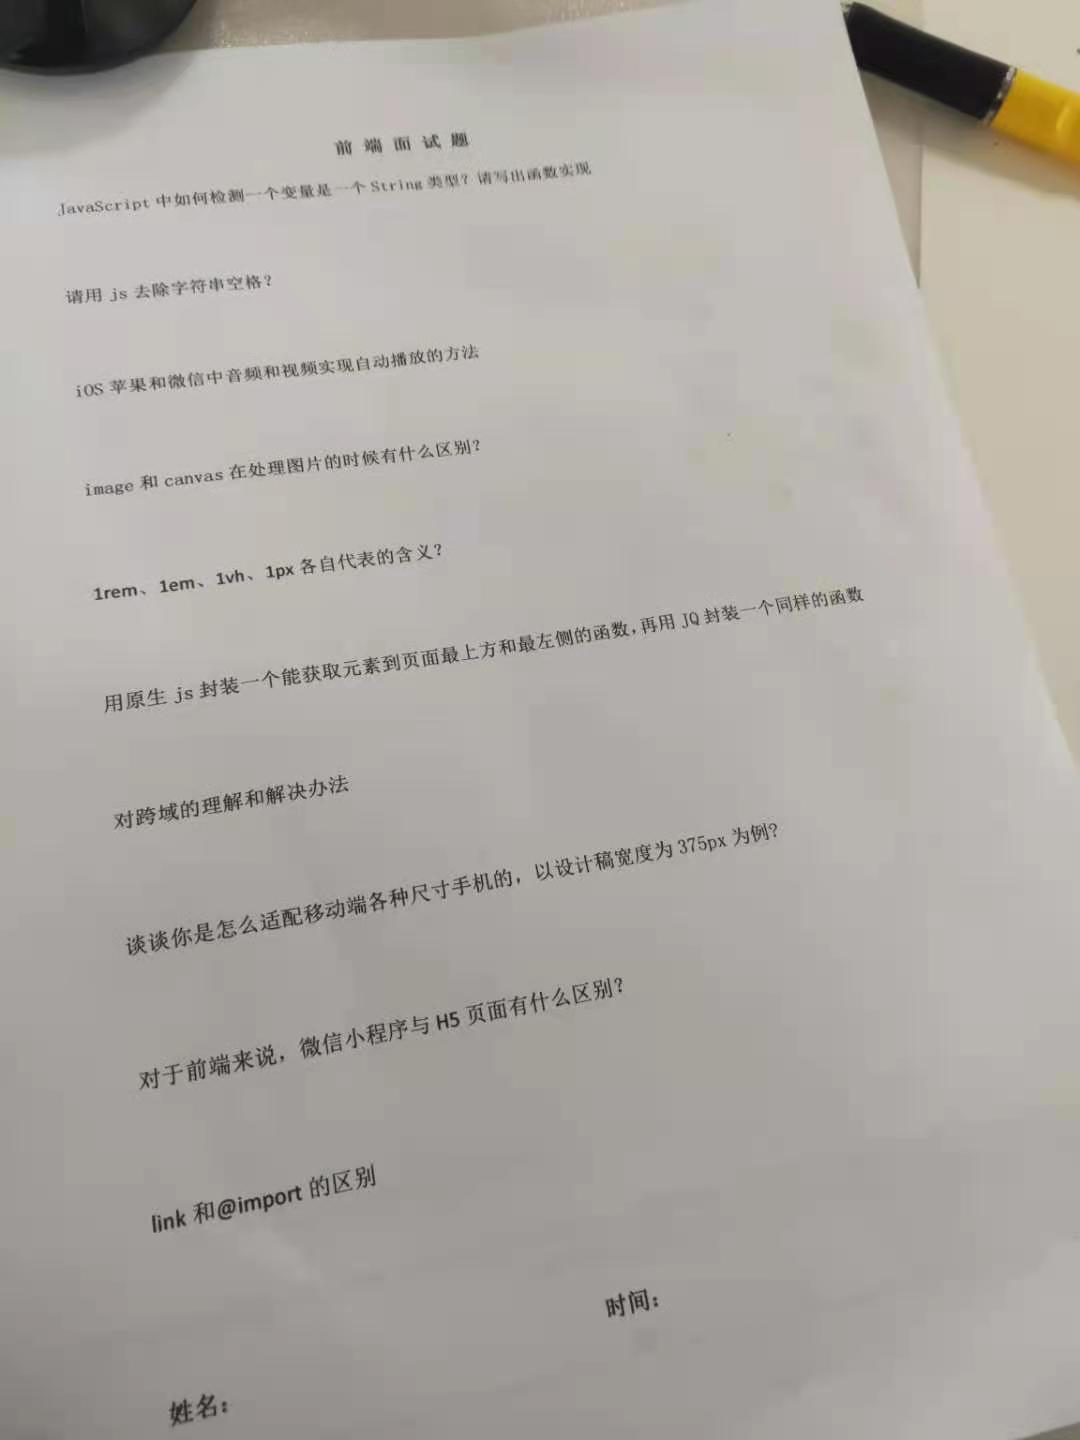 前 端 面 试 题
JavaScript 中如何检测一个变量是一个 String 类型？请写出函数实现
请用 js 去除字符串空格？
iOS 苹果和微信中音频和视频实现自动播放的方法
image 和 canvas 在处理图片的时候有什么区别？
1rem、1em、1vh、1px 各自代表的含义？
用原生 js 封装一个能获取元素到页面最上方和最左侧的函数，再用 JQ 封装一个同样的函数
对跨域的理解和解决办法
谈谈你是怎么适配移动端各种尺寸手机的，以设计稿宽度为 375px 为例？
对于前端来说，微信小程序与 H5 页面有什么区别？
link 和@import 的区别
时间：
姓名：